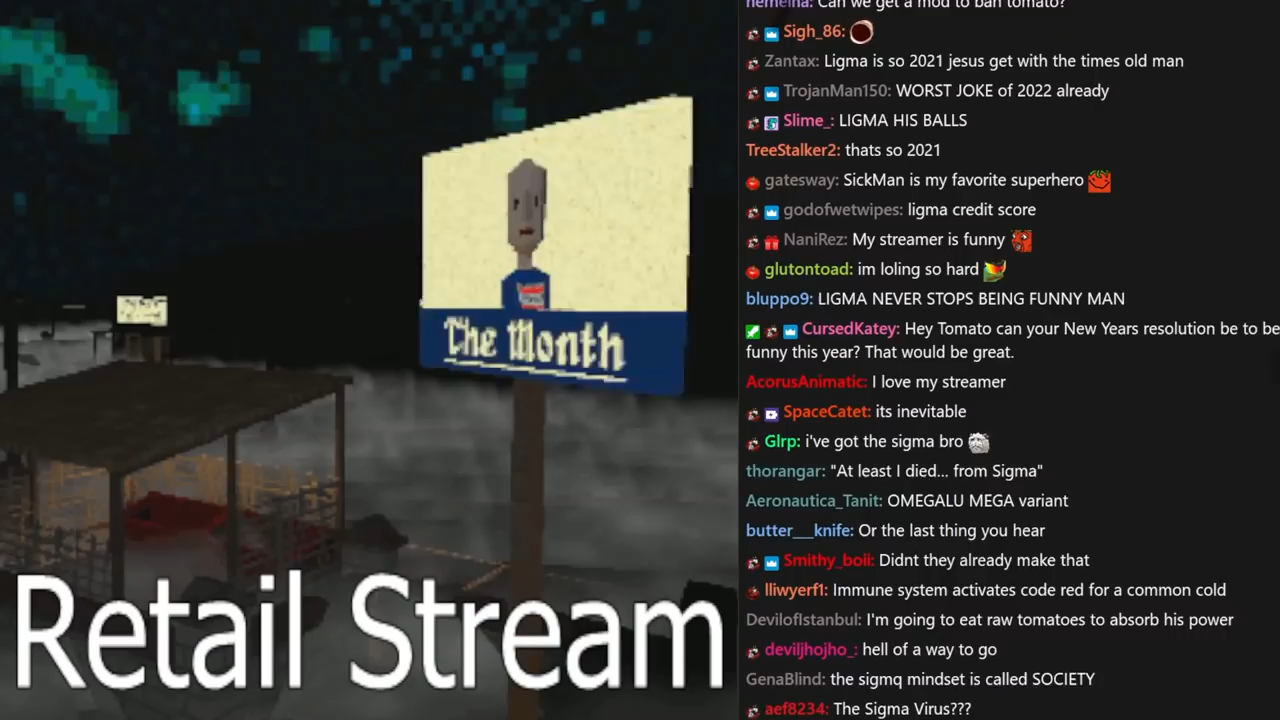 The Month
Retail Stream
nemeina: Can we get a mod to ban tomato?
Sigh_86:
Zantax: Ligma is so 2021 jesus get with the times old man
TrojanMan150: WORST JOKE of 2022 already
Slime_: LIGMA HIS BALLS
TreeStalker2: thats so 2021
gatesway: SickMan is my favorite superhero
godofwetwipes: ligma credit score
NaniRez: My streamer is funny
glutontoad: im loling so hard
bluppo9: LIGMA NEVER STOPS BEING FUNNY MAN
CursedKatey: Hey Tomato can your New Years resolution be to be
funny this year? That would be great.
AcorusAnimatic: I love my streamer
SpaceCatet: its inevitable
Glrp: i've got the sigma bro
thorangar: "At least I died... from Sigma"
Aeronautica_Tanit: OMEGALU MEGA variant
butter___knife: Or the last thing you hear
Smithy_boii: Didnt they already make that
lliwyerf1: Immune system activates code red for a common cold
DevilofIstanbul: I'm going to eat raw tomatoes to absorb his power
deviljhojho_: hell of a way to go
GenaBlind: the sigmq mindset is called SOCIETY
aef8234: The Sigma Virus???